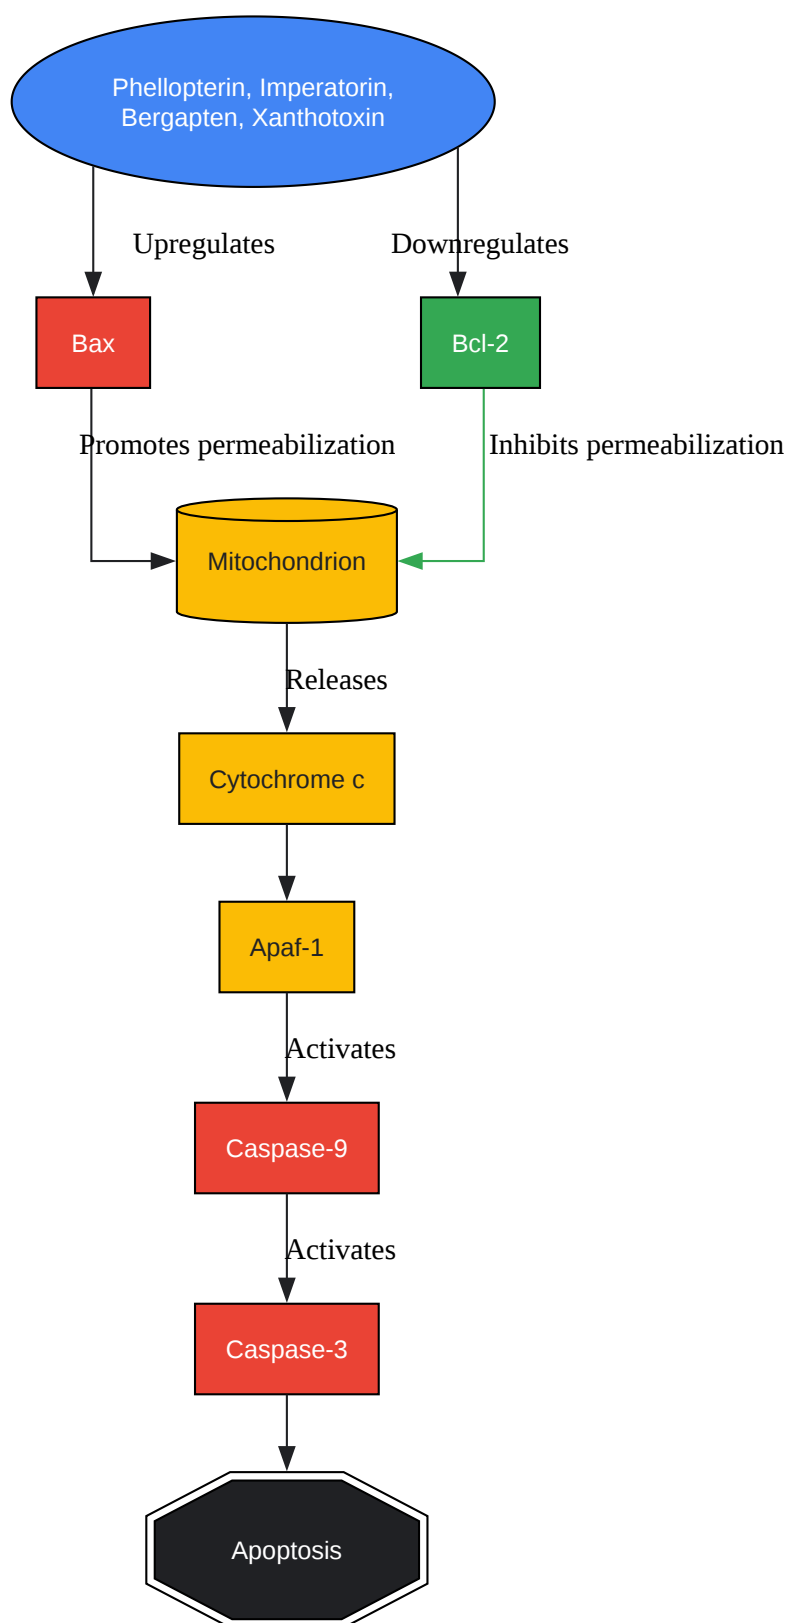 Phellopterin, Imperatorin,
Bergapten, Xanthotoxin
Upregulates
Downregulates
Bax
Bcl-2
Promotes permeabilization
Inhibits permeabilization
Mitochondrion
Releases
Cytochrome c
Apaf-1
Activates
Caspase-9
Activates
Caspase-3
Apoptosis